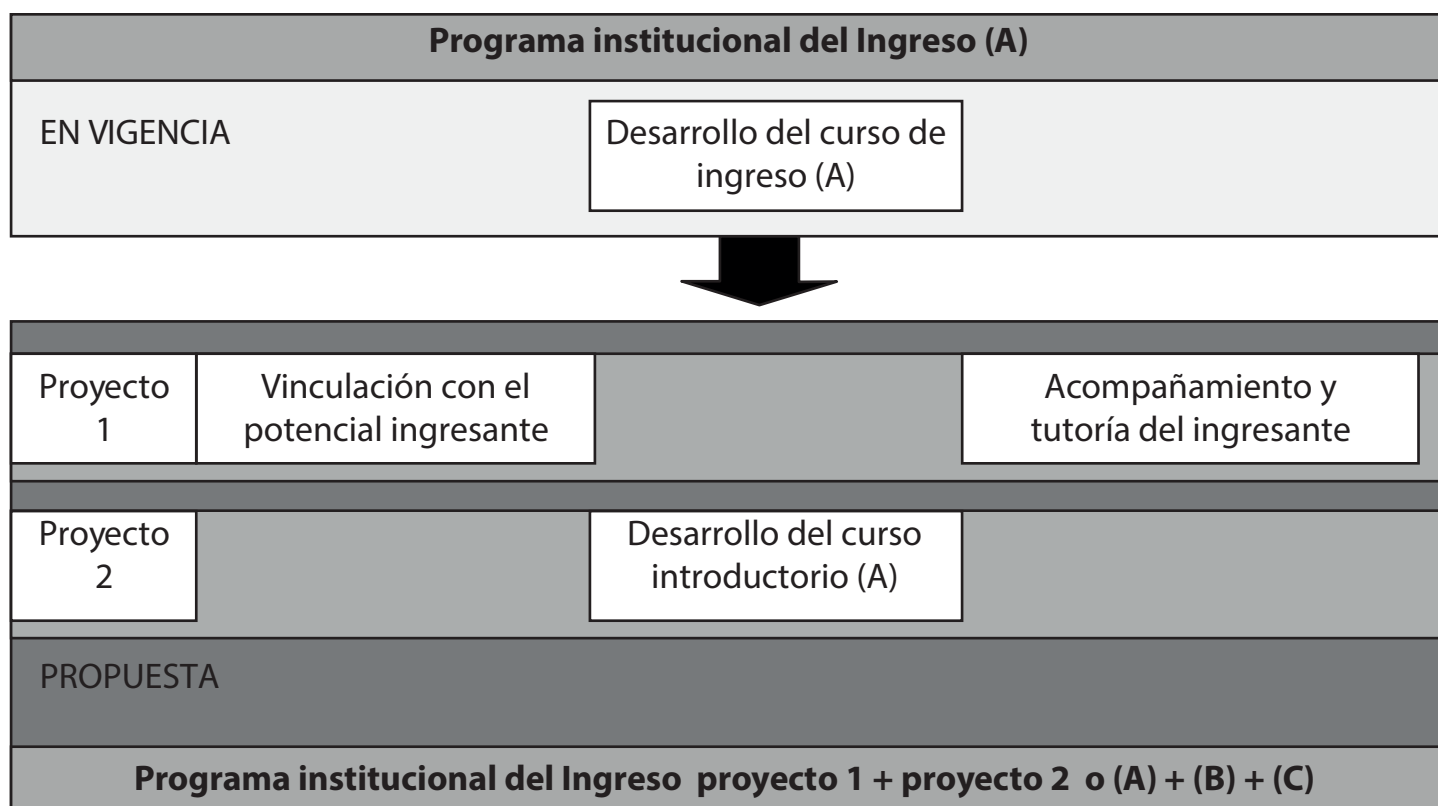 Programa institucional del Ingreso (A)
EN VIGENCIA
Desarrollo del curso de
ingreso (A)
Proyecto
1
Vinculación con el
potencial ingresante
Acompañamiento y
tutoría del ingresante
Proyecto
2
Desarrollo del curso
introductorio (A)
PROPUESTA
Programa institucional del Ingreso proyecto 1 + proyecto 2 o (A) + (B) + (C)